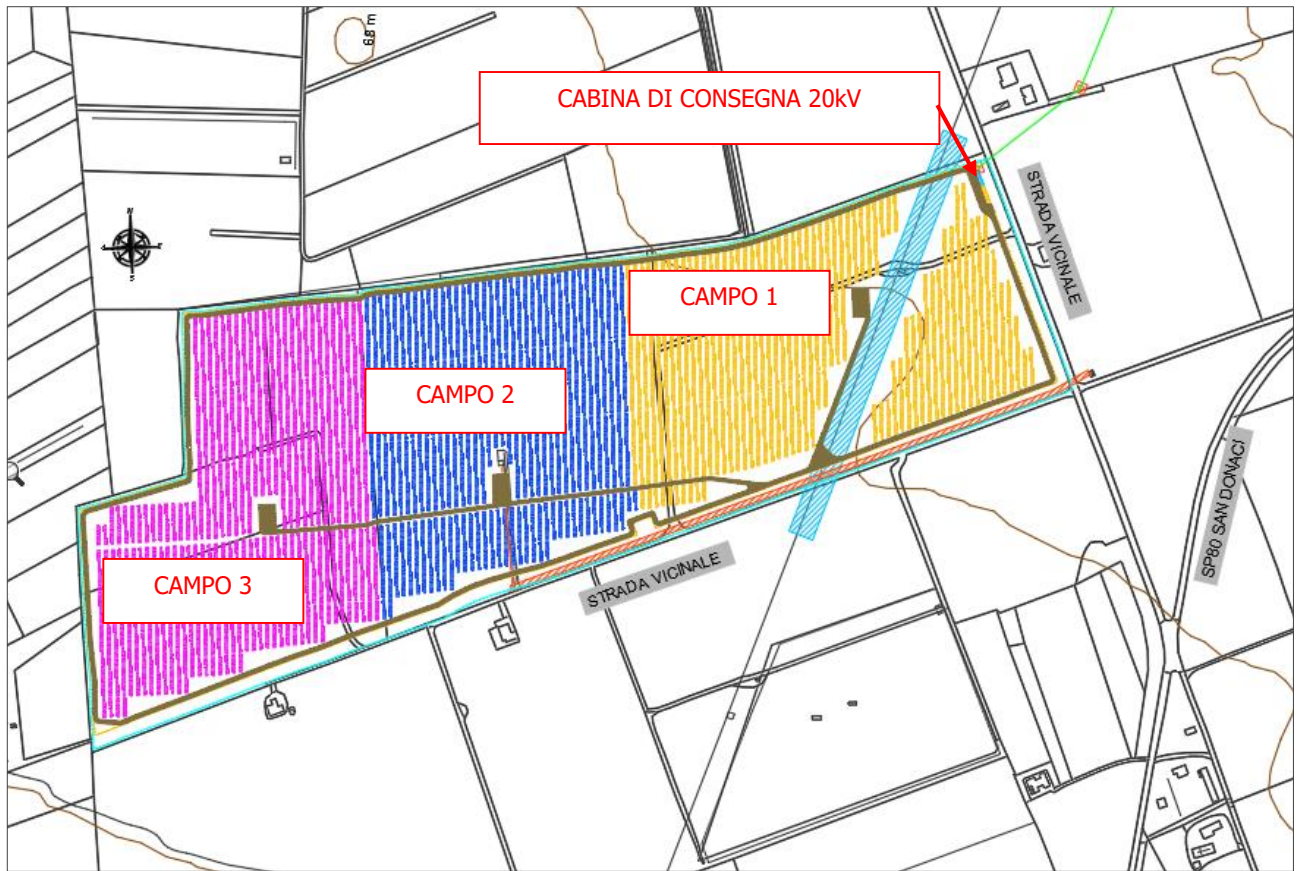 6.8 m
CABINA DI CONSEGNA 20kV
STRADA VICINALE
CAMPO 1
CAMPO 2
CAMPO 3
STRADA VICINALE
SP80 SAN DONACI